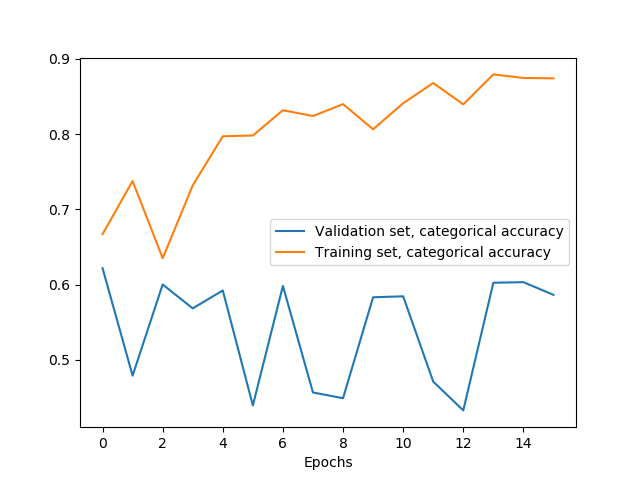 0.9
0.8
0.7
0.6
0.5
Validation set, categorical accuracy
Training set, categorical accuracy
0 2 4 6 8 10 12 14
Epochs